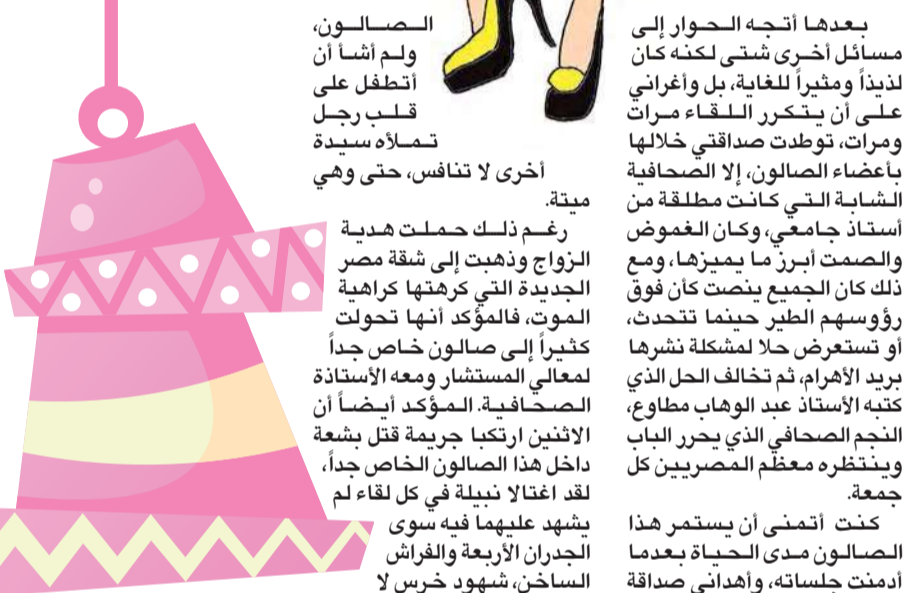 بعدها أتجه الحوار إلى
مسائل أخرى شتى لكنه كان
لذيذاً ومثيراً للغاية، بل وأغراني
على أن يتكرر اللقاء مرات
ومرات، توطدت صداقتي خلالها
بأعضاء الصالون، إلا الصحافية
الشابة التي كانت مطلقة من
أستاذ جامعي، وكان الغموض
والصمت أبرز ما يميزها، ومع
ذلك كان الجميع ينصت كأن فوق
رؤوسهم الطير حينما تتحدث،
أو تستعرض حلا لمشكلة نشرها
بريد الأهرام، ثم تخالف الحل الذي
كتبه الأستاذ عبد الوهاب مطاوع،
النجم الصحافي الذي يحرر الباب
وينتظره معظم المصريين كل
جمعة.
كنت أتمنى أن يستمر هذا
الصالون مدى الحياة بعدما
أدمنت جلساته، وأهداني صداقة
الصالون،
ولم أشأ أن
أتطفل على
قلب رجل
تملأه سيدة
أخرى لا تنافس، حتى وهي
ميتة.
رغم ذلك حملت هدية
الزواج وذهبت إلى شقة مصر
الجديدة التي كرهتها كراهية
الموت، فالمؤكد أنها تحولت
كثيراً إلى صالون خاص جداً
لمعالي المستشار ومعه الأستاذة
الصحافية. المؤكد أيضاً أن
الاثنين ارتكبا جريمة قتل بشعة
داخل هذا الصالون الخاص جداً،
لقد اغتالا نبيلة في كل لقاء لم
يشهد عليهما فيه سوى
الجدران الأربعة والفراش
الساخن، شهود خرس لا